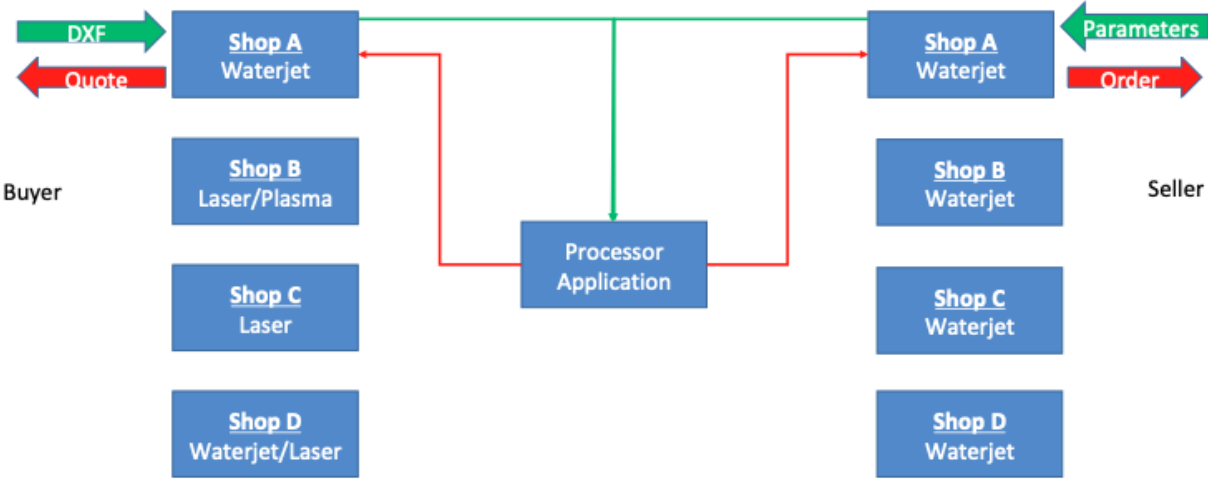 DXF
Quote
Shop A
Waterjet
Shop A
Waterjet
Parameters
Order
Buyer
Shop B
Laser/Plasma
Shop B
Waterjet
Seller
Processor
Application
Shop C
Laser
Shop C
Waterjet
Shop D
Waterjet/Laser
Shop D
Waterjet